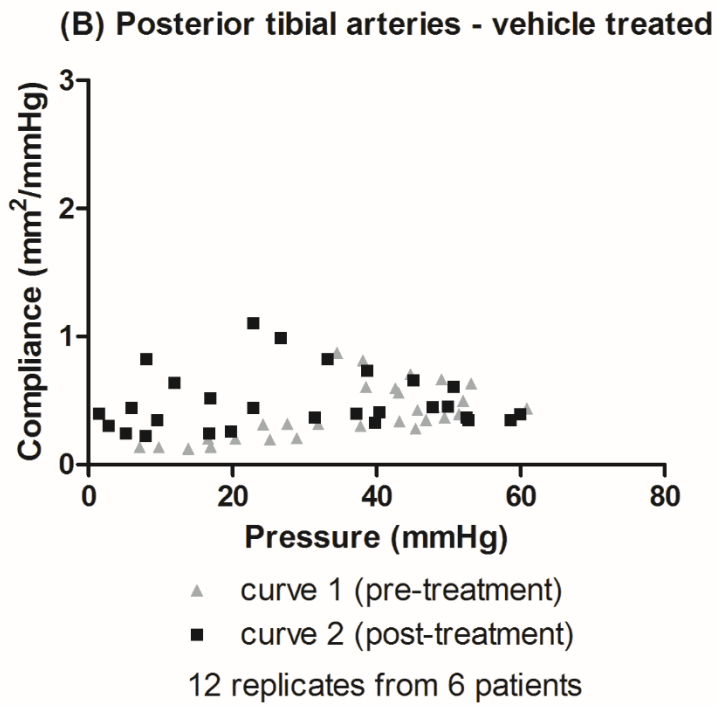 (B) Posterior tibial arteries - vehicle treated
3
2
1
0
Compliance (mm²/mmHg)
0 20 40 60 80
Pressure (mmHg)
curve 1 (pre-treatment)
curve 2 (post-treatment)
12 replicates from 6 patients